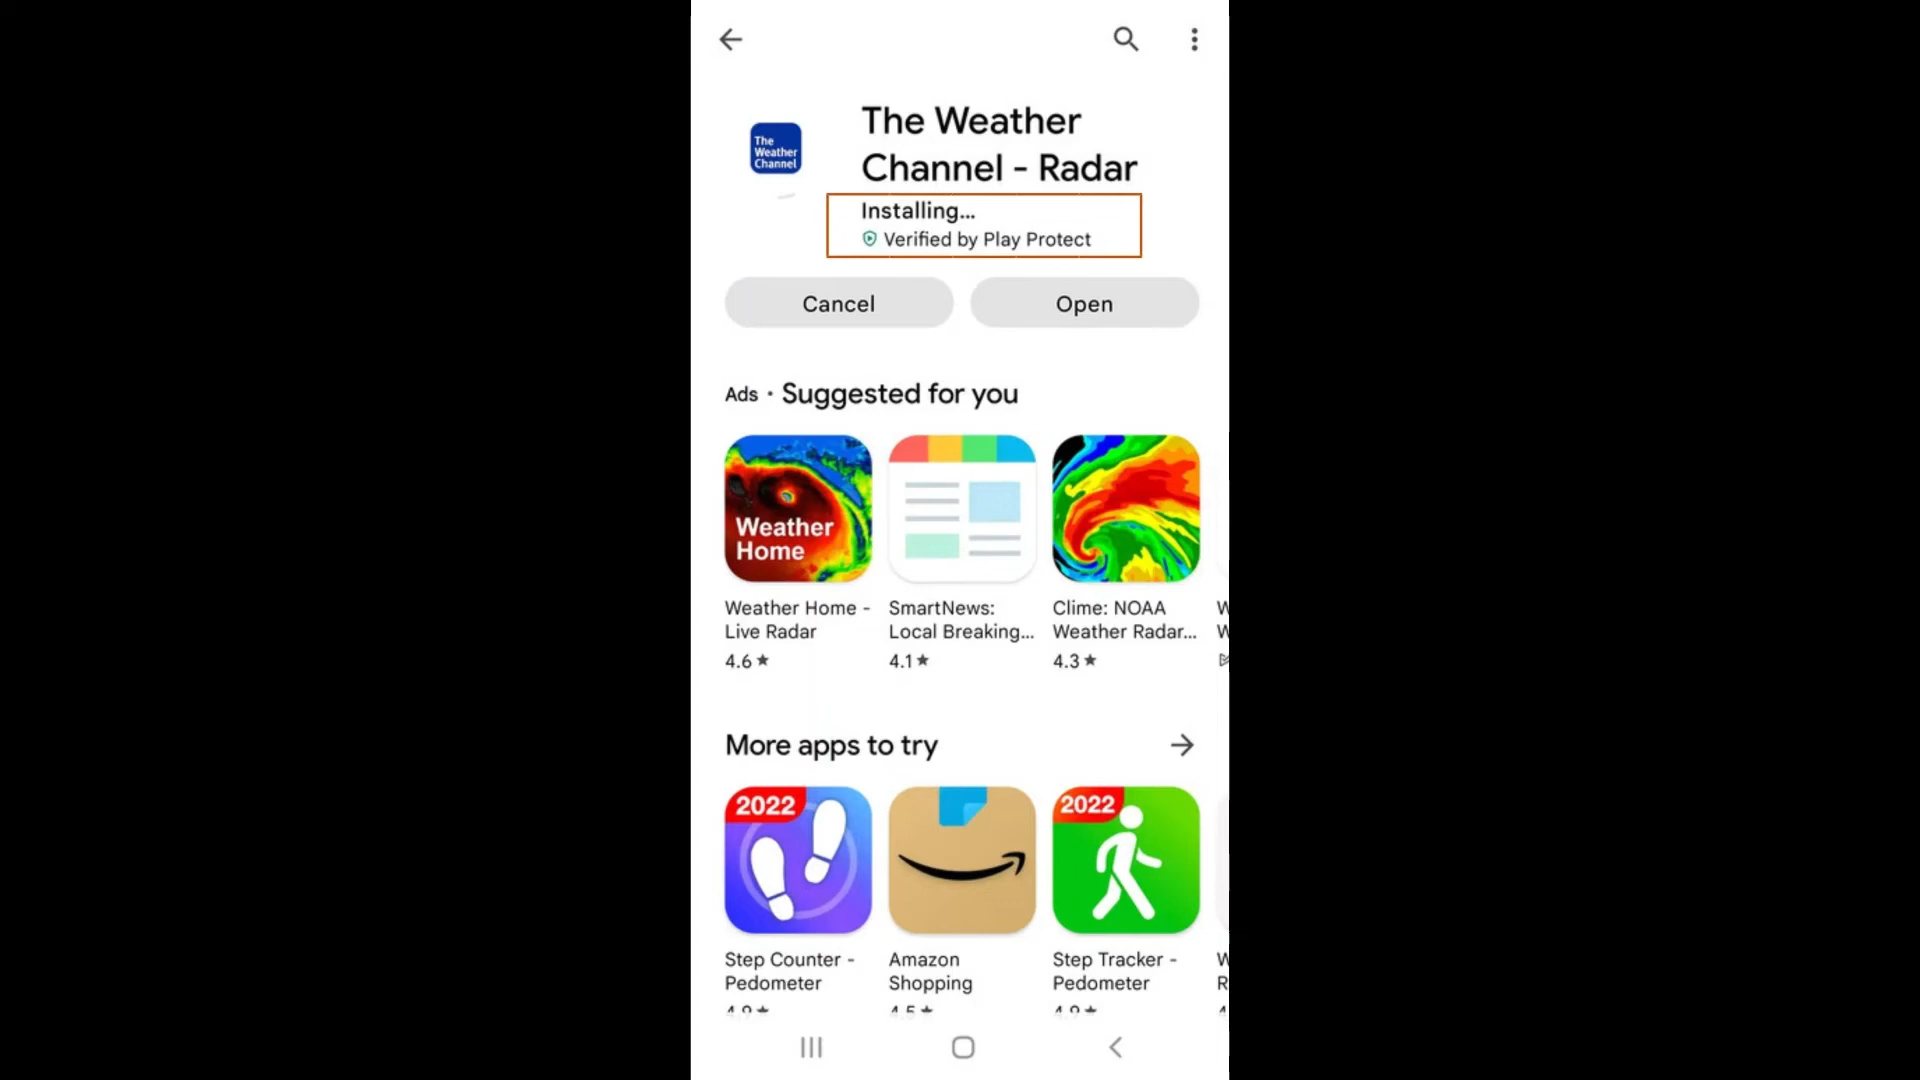 The Weather
Channel - Radar
The
Weather
Channel
Installing...
Verified by Play Protect
Cancel
Open
Ads • Suggested for you
Weather
Home
Weather Home -
Live Radar
4.6 ★
SmartNews:
Local Breaking...
4.1 ★
Clime: NOAA
Weather Radar...
4.3 ★
More apps to try
2022
2022
Step Counter -
Pedometer
Amazon
Shopping
Step Tracker -
Pedometer